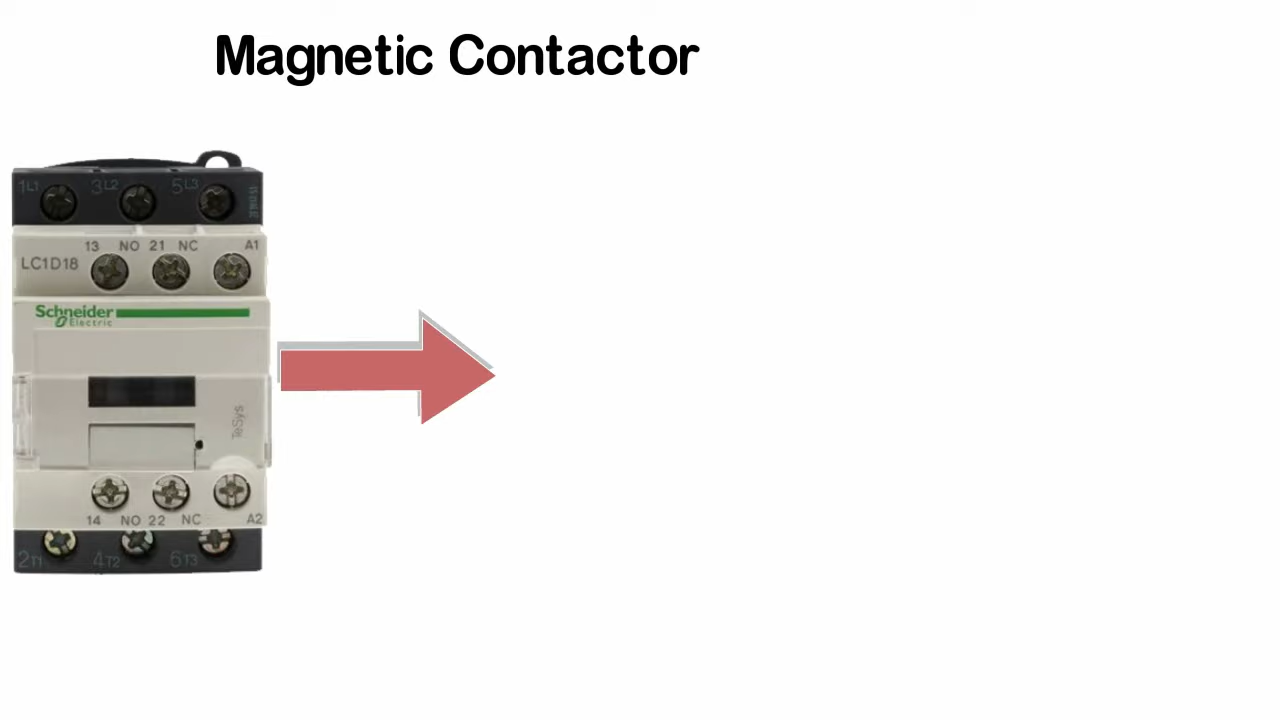 Magnetic Contactor
1L1 3L2 5L3
13 NO 21 NC A1
LC1D18
Schneider
Electric
TeSys
14 NO 22 NC A2
2T1 4T2 6T3